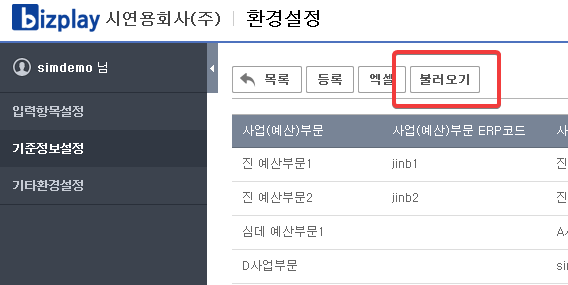 bizplay 시연용회사(주) | 환경설정
simdemo 님
목록 등록 엑셀 불러오기
입력항목설정
기준정보설정
기타환경설정
사업(예산)부문 사업(예산)부문 ERP코드
진 예산부문1 jinb1 진
진 예산부문2 jinb2 진
심데 예산부문1
D사업부문